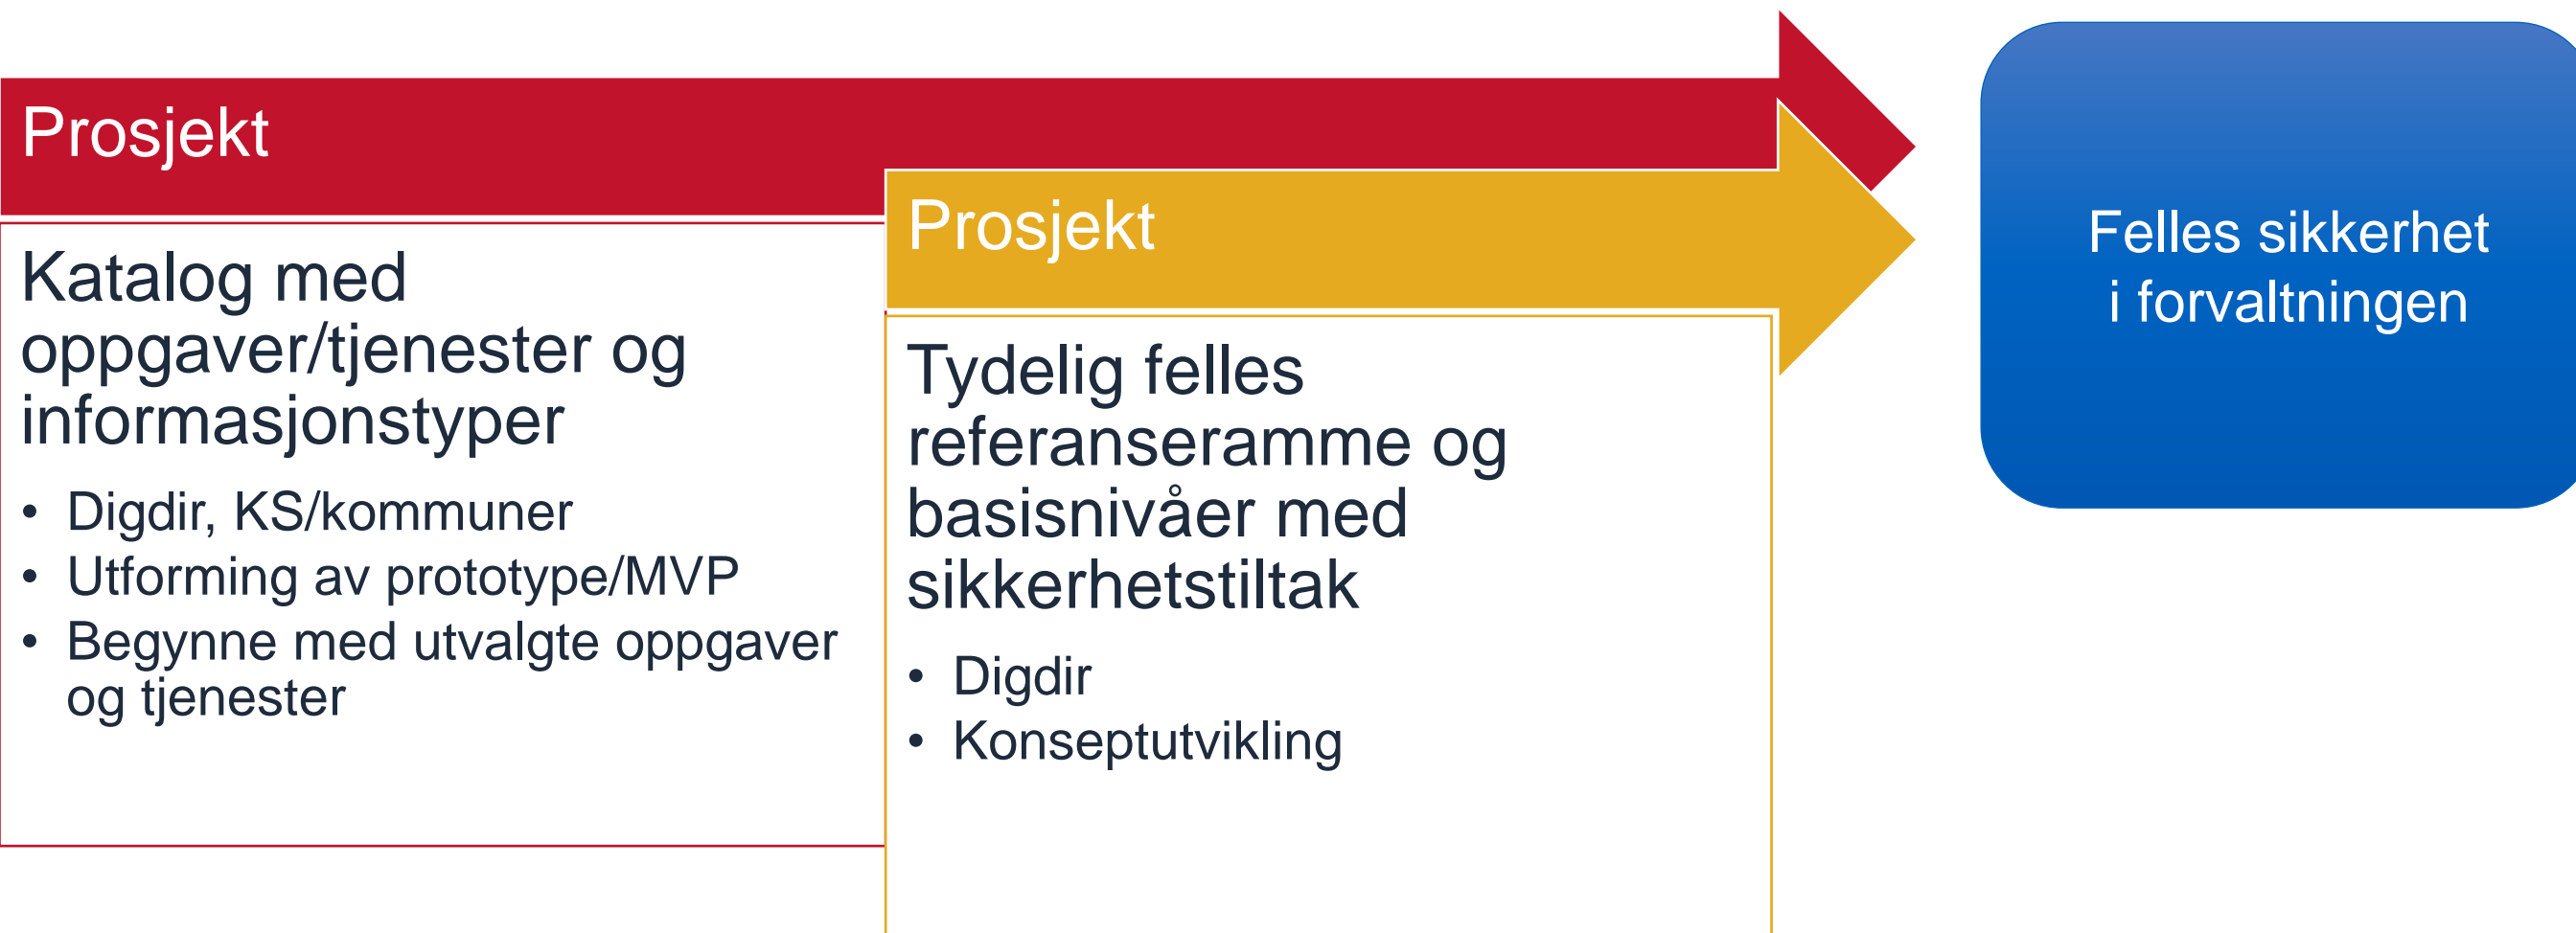 Prosjekt
Katalog med
oppgaver/tjenester og
informasjonstyper
• Digdir, KS/kommuner
• Utforming av prototype/MVP
• Begynne med utvalgte oppgaver
og tjenester
Prosjekt
Tydelig felles
referanseramme og
basisnivåer med
sikkerhetstiltak
• Digdir
• Konseptutvikling
Felles sikkerhet
i forvaltningen